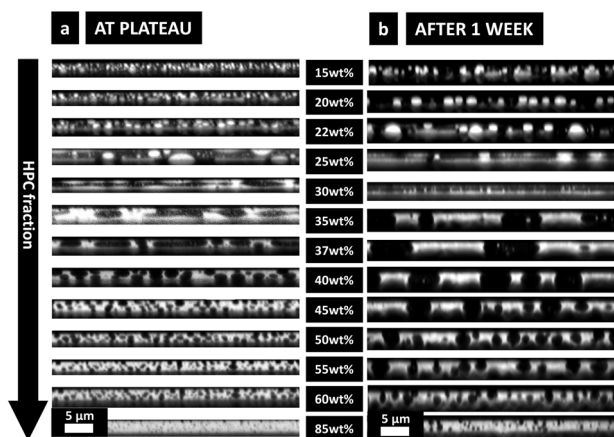 a AT PLATEAU
b AFTER 1 WEEK
HPC fraction
15wt%
20wt%
22wt%
25wt%
30wt%
35wt%
37wt%
40wt%
45wt%
50wt%
55wt%
60wt%
85wt%
5 μm
5 μm